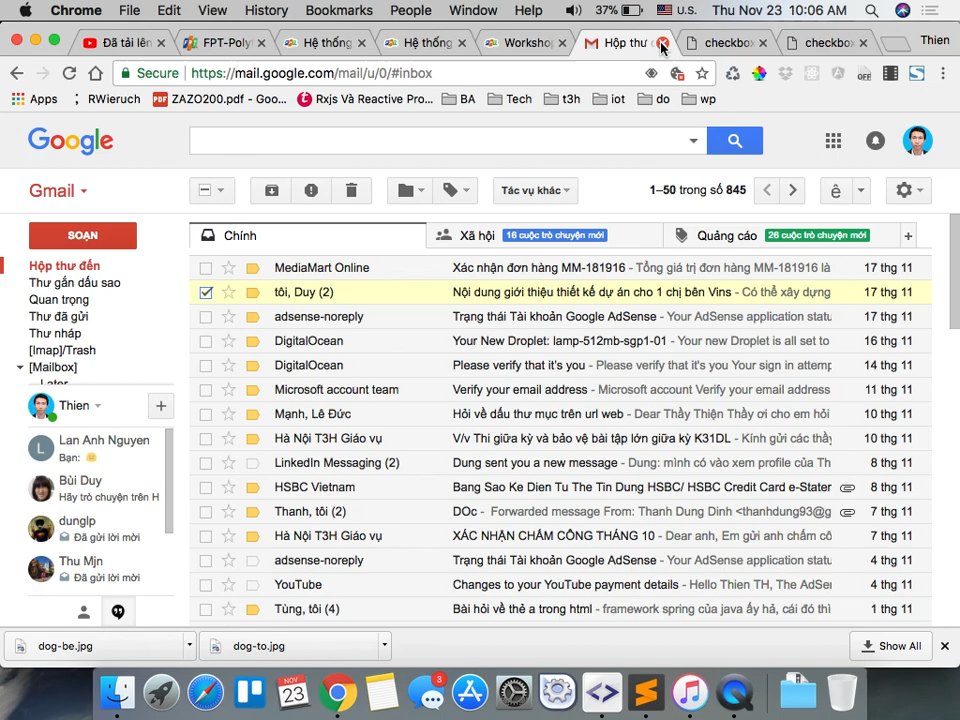 Chrome File Edit View History Bookmarks People Window Help 37% U.S. Thu Nov 23 10:06 AM
Đã tải lên FPT-Poly Hệ thống Hệ thống Workshop Hộp thư checkbox checkbox Thien
Secure https://mail.google.com/mail/u/0/#inbox OFF S
Apps RWieruch ZAZO200.pdf - Goo... Rxjs Và Reactive Pro... BA Tech t3h iot do wp
Google
Gmail Tác vụ khác 1–50 trong số 845 ê
SOẠN
Hộp thư đến
Thư gắn dấu sao
Quan trọng
Thư đã gửi
Thư nháp
[Imap]/Trash
[Mailbox]
Later
Thien
Lan Anh Nguyen
Bạn:
Bùi Duy
Hãy trò chuyện trên H
dunglp
Đã gửi lời mời
Thu Mjn
Đã gửi lời mời
Chính Xã hội 16 cuộc trò chuyện mới Quảng cáo 26 cuộc trò chuyện mới +
MediaMart Online Xác nhận đơn hàng MM-181916 - Tổng giá trị đơn hàng MM-181916 là 17 thg 11
tôi, Duy (2) Nội dung giới thiệu thiết kế dự án cho 1 chị bên Vins - Có thể xây dựng 17 thg 11
adsense-noreply Trạng thái Tài khoản Google AdSense - Your AdSense application statu 17 thg 11
DigitalOcean Your New Droplet: lamp-512mb-sgp1-01 - Your new Droplet is all set to 16 thg 11
DigitalOcean Please verify that it's you - Please verify that it's you Your sign in attemp 14 thg 11
Microsoft account team Verify your email address - Microsoft account Verify your email address 11 thg 11
Mạnh, Lê Đức Hỏi về dấu thư mục trên url web - Dear Thầy Thiện Thầy ơi cho em hỏi 10 thg 11
Hà Nội T3H Giáo vụ V/v Thi giữa kỳ và bảo vệ bài tập lớn giữa kỳ K31DL - Kính gửi các thầy 10 thg 11
LinkedIn Messaging (2) Dung sent you a new message - Dung: mình có vào xem profile của Th 8 thg 11
HSBC Vietnam Bang Sao Ke Dien Tu The Tin Dung HSBC/ HSBC Credit Card e-Stater 8 thg 11
Thanh, tôi (2) DOc - Forwarded message From: Thanh Dung Dinh <thanhdung93@g 7 thg 11
Hà Nội T3H Giáo vụ XÁC NHẬN CHẤM CÔNG THÁNG 10 - Dear anh, Em gửi anh chấm cô 7 thg 11
adsense-noreply Trạng thái Tài khoản Google AdSense - Your AdSense application statu 4 thg 11
YouTube Changes to your YouTube payment details - Hello Thien TH, The AdSer 4 thg 11
Tùng, tôi (4) Bài hỏi về thẻ a trong html - framework spring của java ấy hả, cái đó thì 1 thg 11
dog-be.jpg dog-to.jpg Show All
NOV
23
3